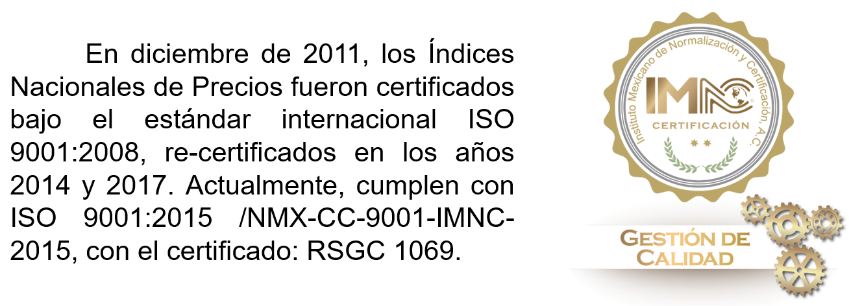 En diciembre de 2011, los Índices
Nacionales de Precios fueron certificados
bajo el estándar internacional ISO
9001:2008, re-certificados en los años
2014 y 2017. Actualmente, cumplen con
ISO 9001:2015 /NMX-CC-9001-IMNC-
2015, con el certificado: RSGC 1069.
Instituto Mexicano de Normalización y Certificación, A.C.
IMNC
CERTIFICACIÓN
GESTIÓN DE
CALIDAD